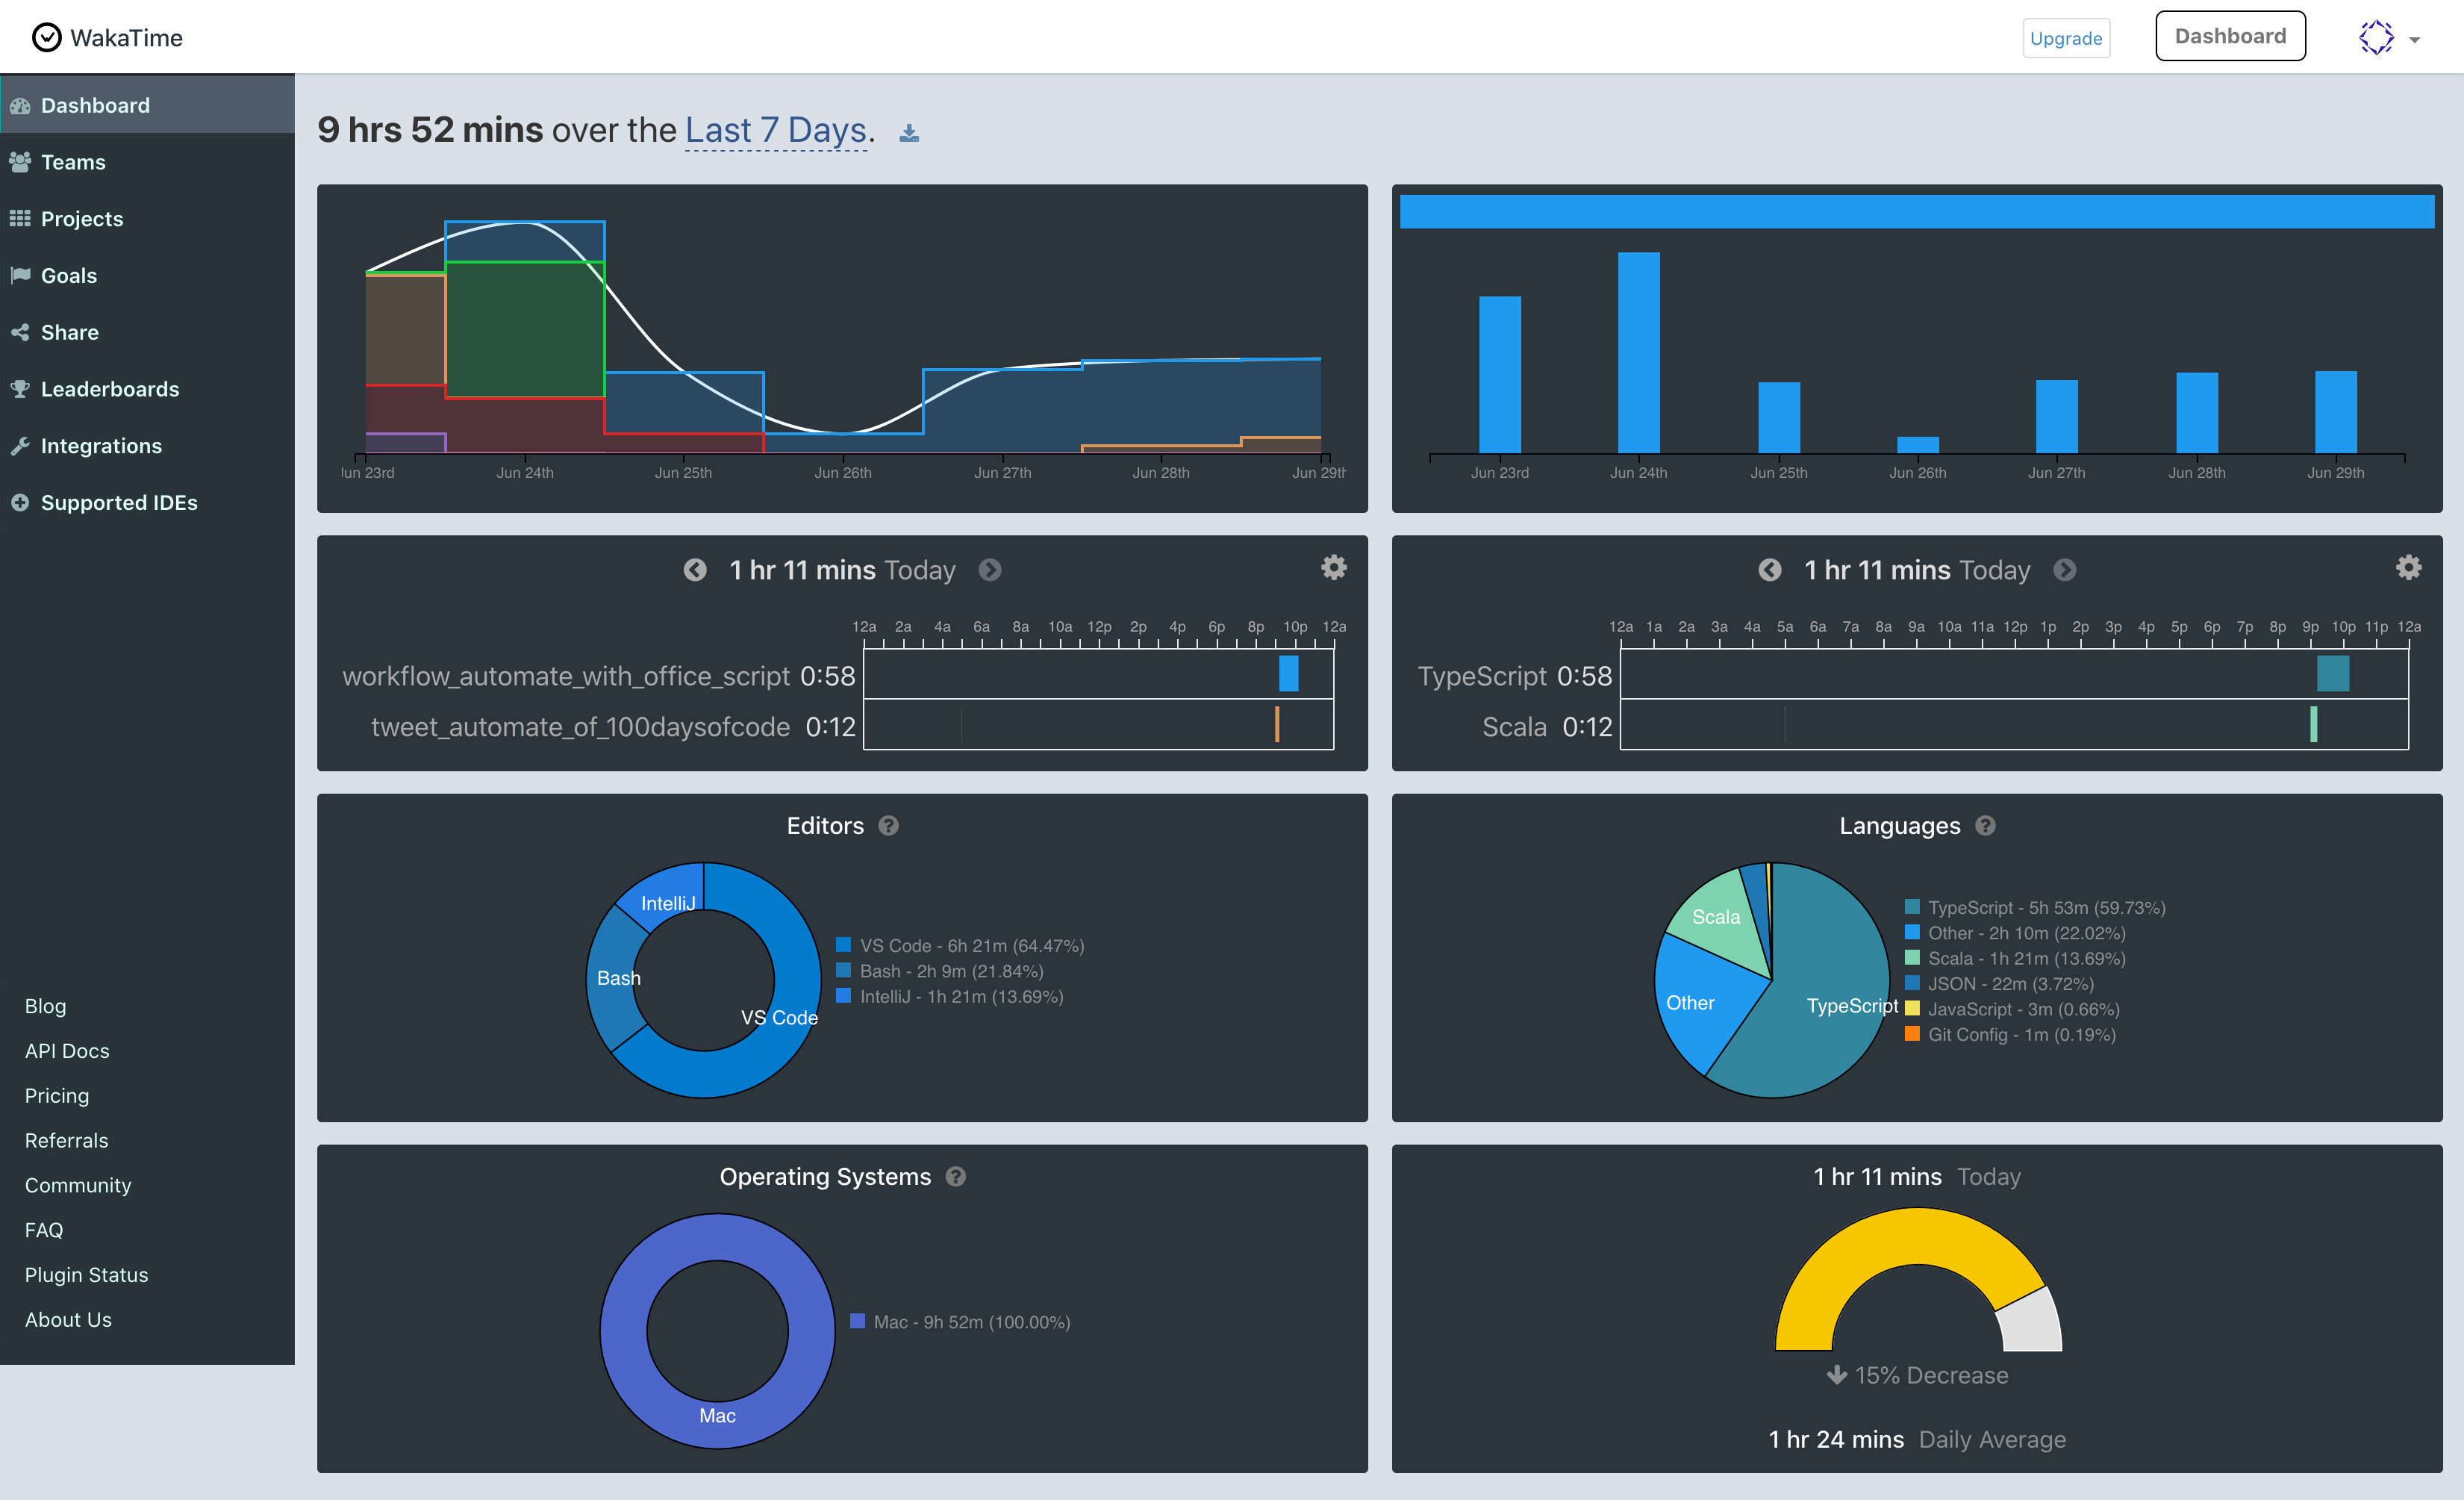 WakaTime
Upgrade
Dashboard
Dashboard
Teams
Projects
Goals
Share
Leaderboards
Integrations
Supported IDEs
Blog
API Docs
Pricing
Referrals
Community
FAQ
Plugin Status
About Us
9 hrs 52 mins over the Last 7 Days.
Jun 23rd Jun 24th Jun 25th Jun 26th Jun 27th Jun 28th Jun 29th
Jun 23rd Jun 24th Jun 25th Jun 26th Jun 27th Jun 28th Jun 29th
1 hr 11 mins Today
12a 2a 4a 6a 8a 10a 12p 2p 4p 6p 8p 10p 12a
workflow_automate_with_office_script 0:58
tweet_automate_of_100daysofcode 0:12
1 hr 11 mins Today
12a 1a 2a 3a 4a 5a 6a 7a 8a 9a 10a 11a 12p 1p 2p 3p 4p 5p 6p 7p 8p 9p 10p 11p 12a
TypeScript 0:58
Scala 0:12
Editors ?
IntelliJ
Bash
VS Code
VS Code - 6h 21m (64.47%)
Bash - 2h 9m (21.84%)
IntelliJ - 1h 21m (13.69%)
Languages ?
Scala
Other
TypeScript
TypeScript - 5h 53m (59.73%)
Other - 2h 10m (22.02%)
Scala - 1h 21m (13.69%)
JSON - 22m (3.72%)
JavaScript - 3m (0.66%)
Git Config - 1m (0.19%)
Operating Systems ?
Mac
Mac - 9h 52m (100.00%)
1 hr 11 mins Today
15% Decrease
1 hr 24 mins Daily Average